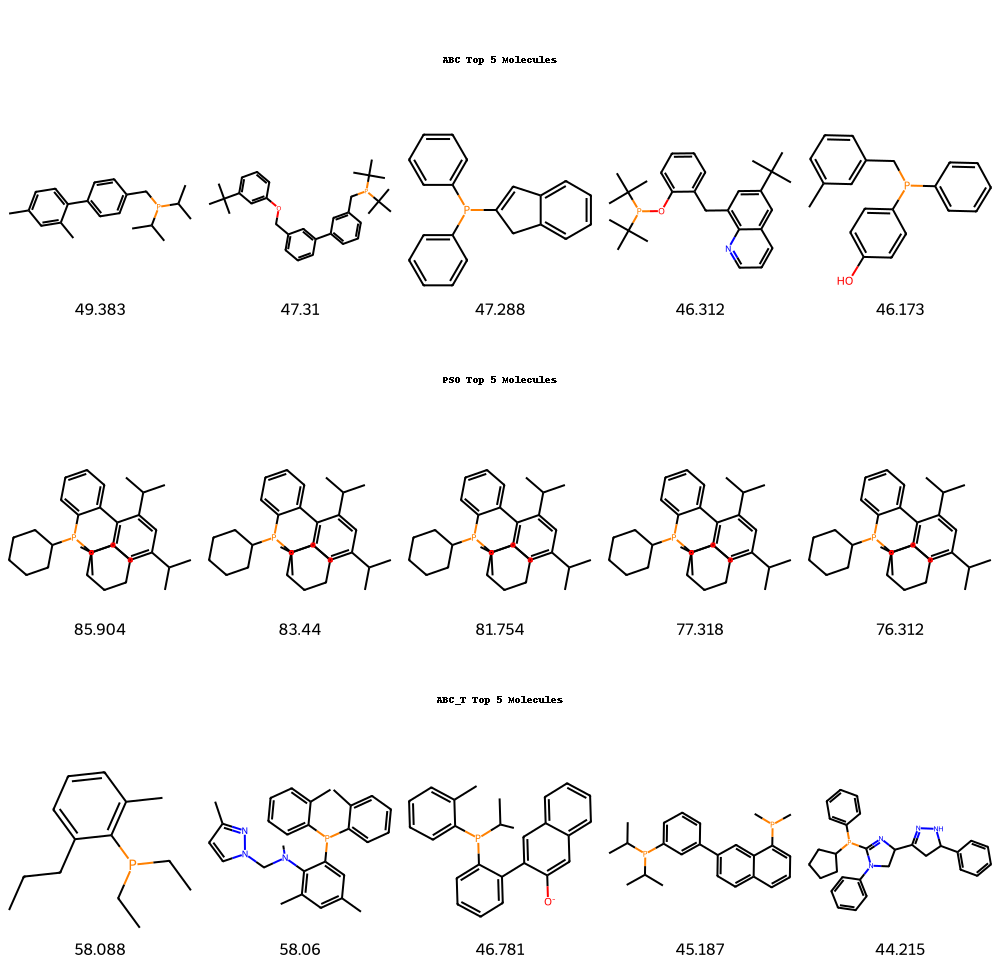 ABC Top 5 Molecules
P
P
O
P
P
O
N
P
HO
49.383 47.31 47.288 46.312 46.173
PSO Top 5 Molecules
P P P P P
85.904 83.44 81.754 77.318 76.312
ABC_T Top 5 Molecules
P
N
N
N
P
P
O-
P
P
P
N
N
N
NH
58.088 58.06 46.781 45.187 44.215